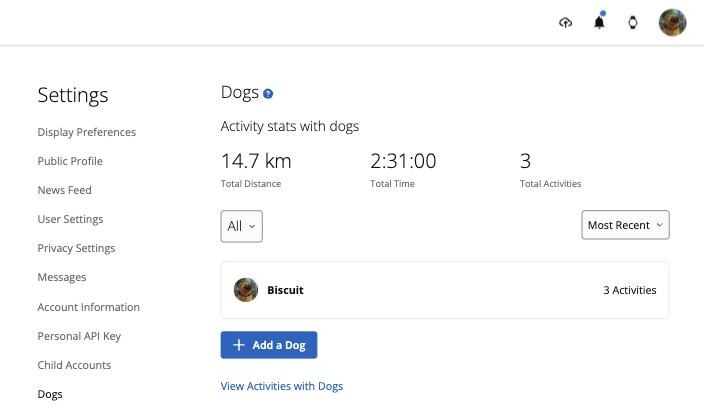 Settings
Display Preferences
Public Profile
News Feed
User Settings
Privacy Settings
Messages
Account Information
Personal API Key
Child Accounts
Dogs
Dogs ?
Activity stats with dogs
14.7 km 2:31:00 3
Total Distance Total Time Total Activities
All Most Recent
Biscuit 3 Activities
+ Add a Dog
View Activities with Dogs